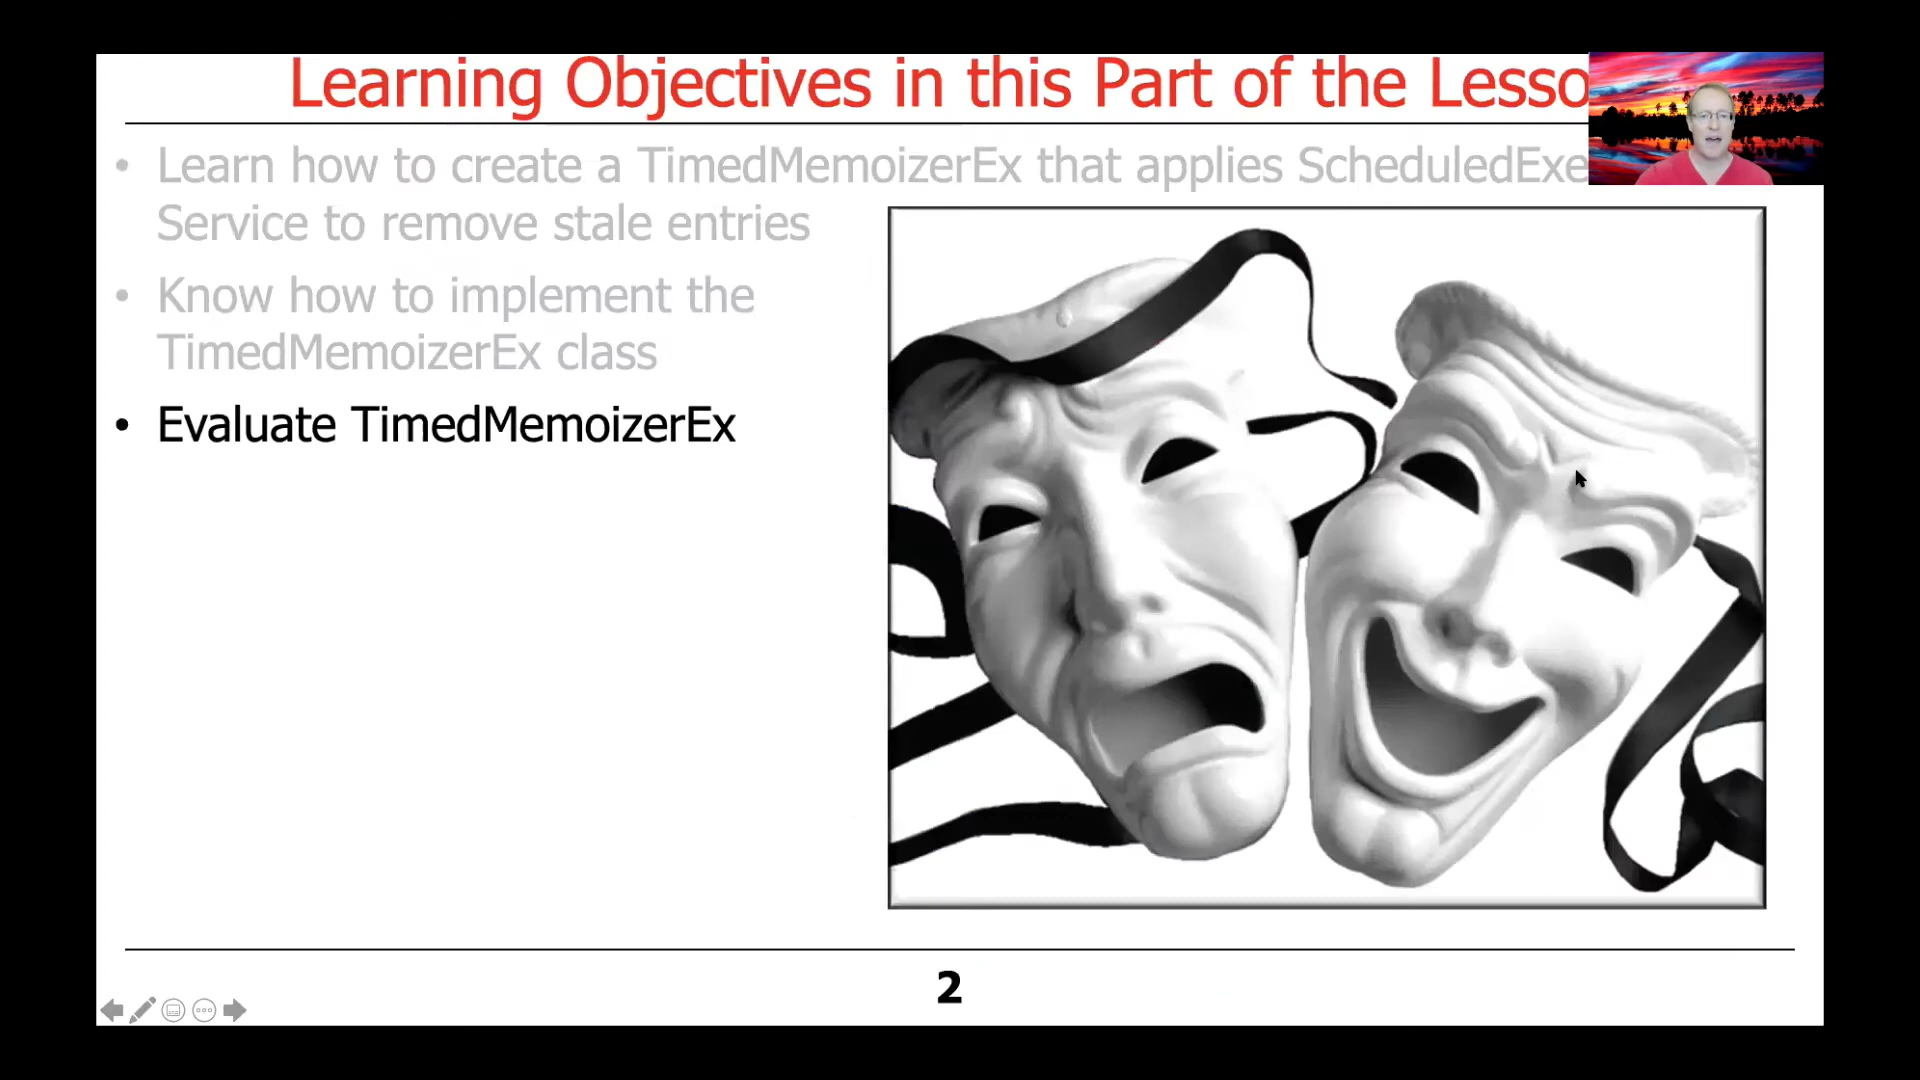 Learning Objectives in this Part of the Lesso
• Learn how to create a TimedMemoizerEx that applies ScheduledExe
Service to remove stale entries
• Know how to implement the
TimedMemoizerEx class
• Evaluate TimedMemoizerEx
2